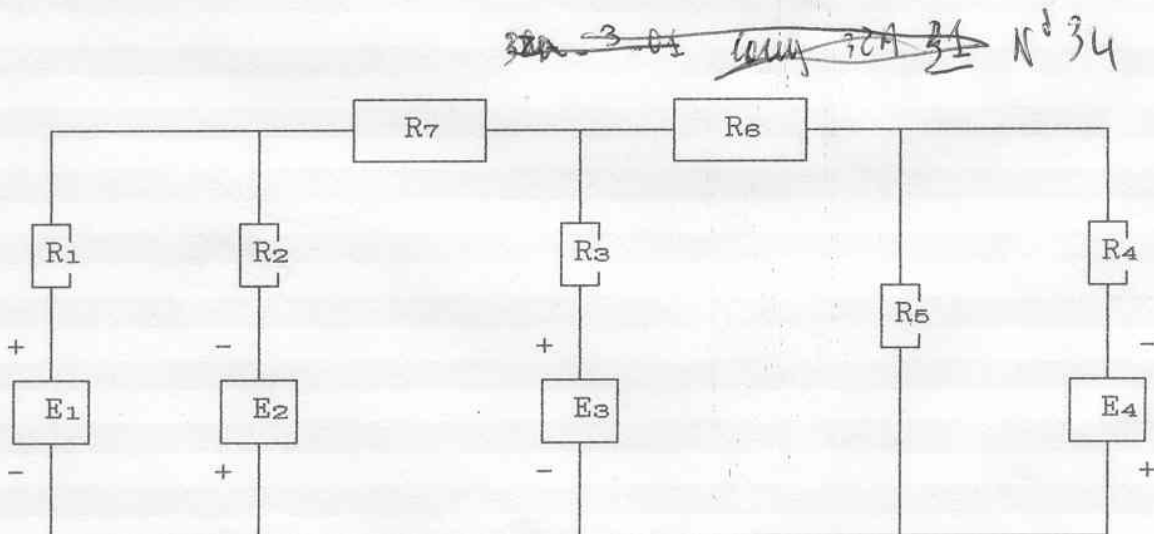 N 34
R7 R6
R1 R2 R3 R4
R5
+ - + -
E1 E2 E3 E4
- + - +